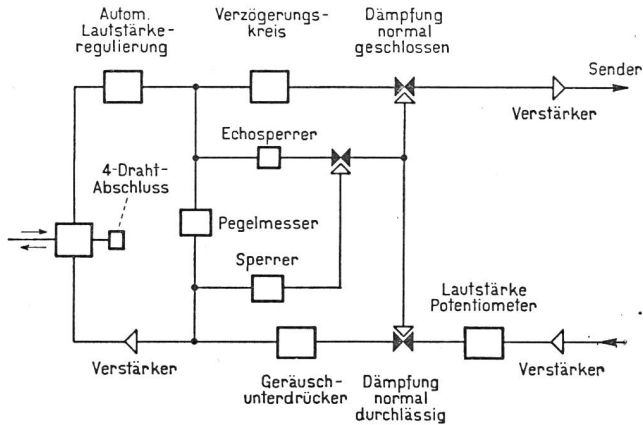 Autom.
Lautstärke-
regulierung
Verzögerungs-
kreis
Dämpfung
normal
geschlossen
Sender
Verstärker
Echosperrer
4-Draht-
Abschluss
Pegelmesser
Sperrer
Lautstärke
Potentiometer
Verstärker
Geräusch-
unterdrücker
Dämpfung
normal
durchlässig
Verstärker